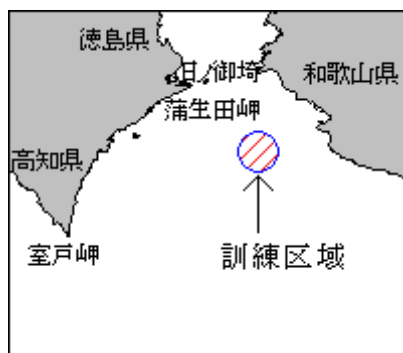 徳島県
日ノ御埼
和歌山県
蒲生田岬
高知県
室戸岬
訓練区域